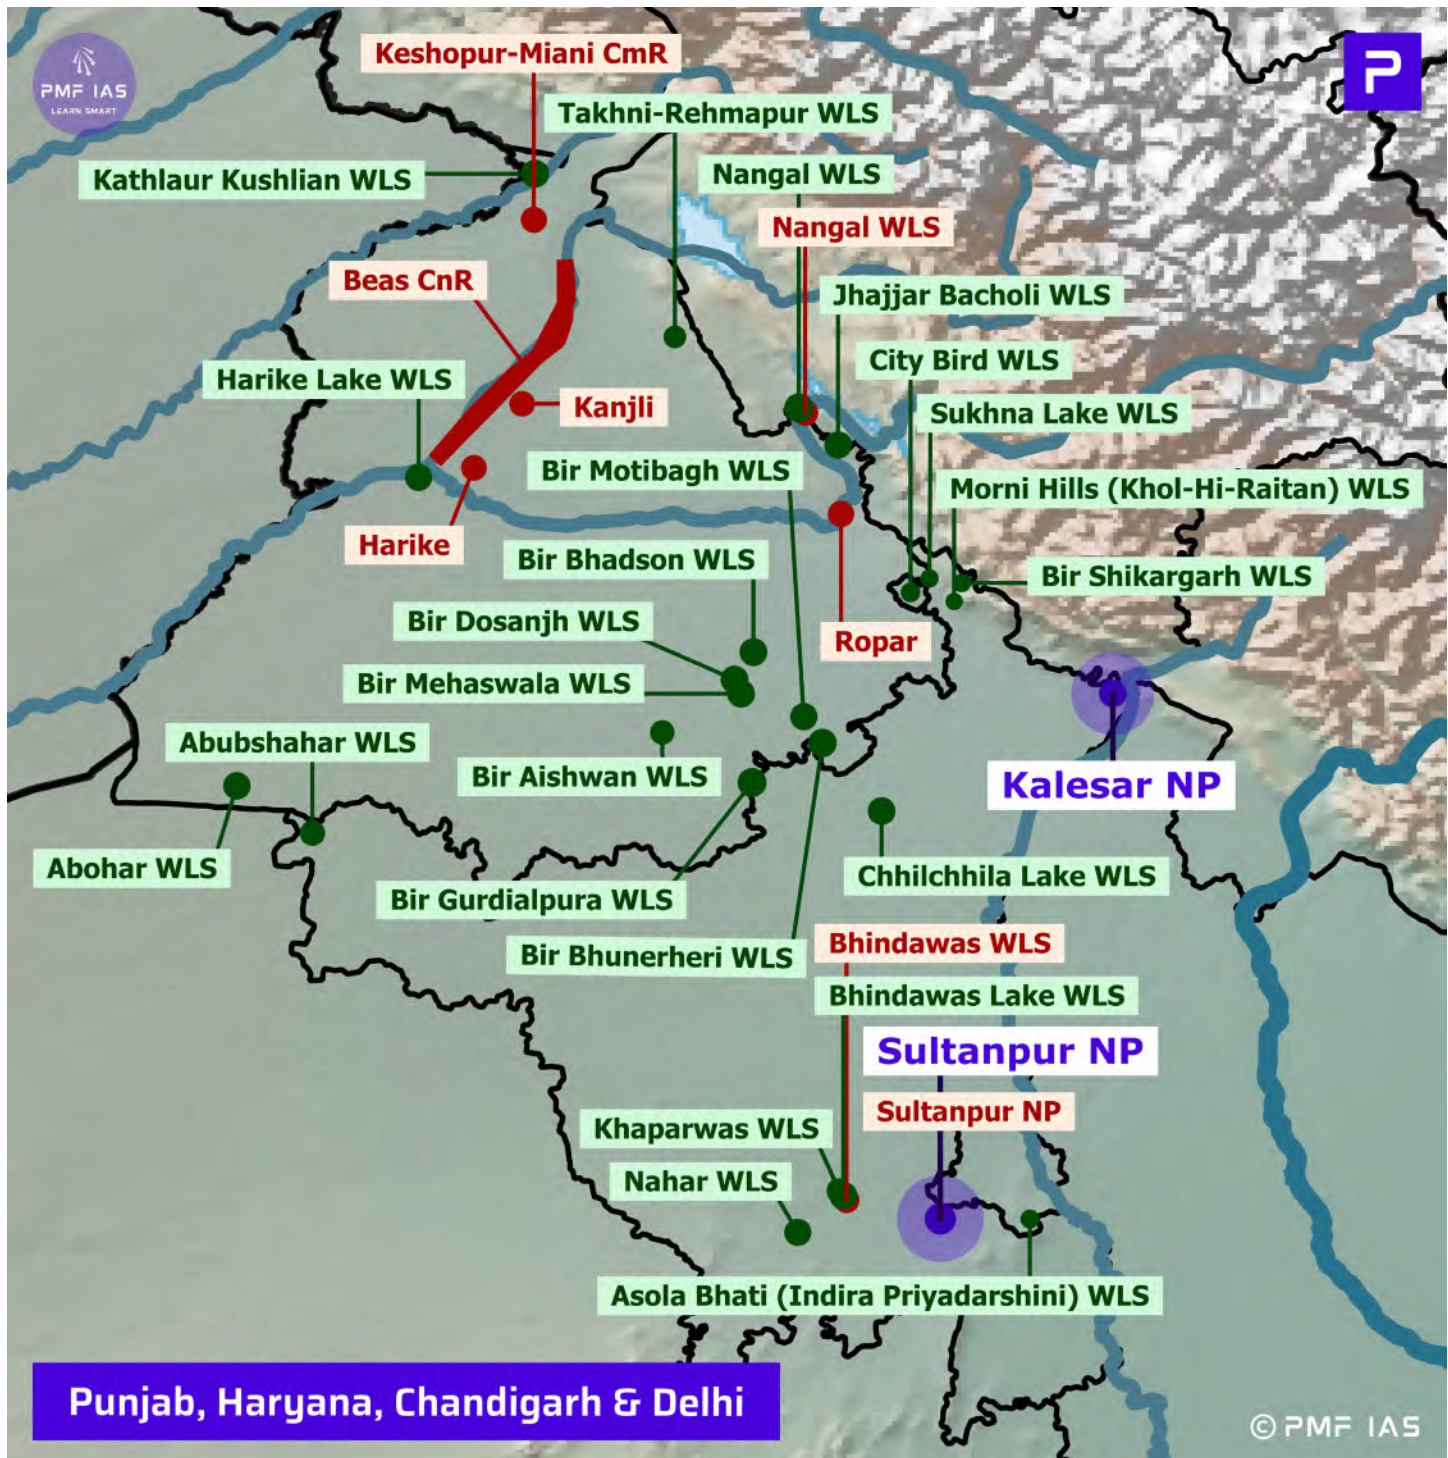 PMF IAS
LEARN SMART
P
Keshopur-Miani CmR
Takhni-Rehmapur WLS
Kathlaur Kushlian WLS
Nangal WLS
Nangal WLS
Beas CnR
Jhajjar Bacholi WLS
Harike Lake WLS
City Bird WLS
Kanjli
Sukhna Lake WLS
Bir Motibagh WLS
Morni Hills (Khol-Hi-Raitan) WLS
Harike
Bir Bhadson WLS
Bir Shikargarh WLS
Bir Dosanjh WLS
Ropar
Bir Mehaswala WLS
Abubshahar WLS
Bir Aishwan WLS
Kalesar NP
Abohar WLS
Chhilchhila Lake WLS
Bir Gurdialpura WLS
Bhindawas WLS
Bir Bhunerheri WLS
Bhindawas Lake WLS
Sultanpur NP
Sultanpur NP
Khaparwas WLS
Nahar WLS
Asola Bhati (Indira Priyadarshini) WLS
Punjab, Haryana, Chandigarh & Delhi
© PMF IAS